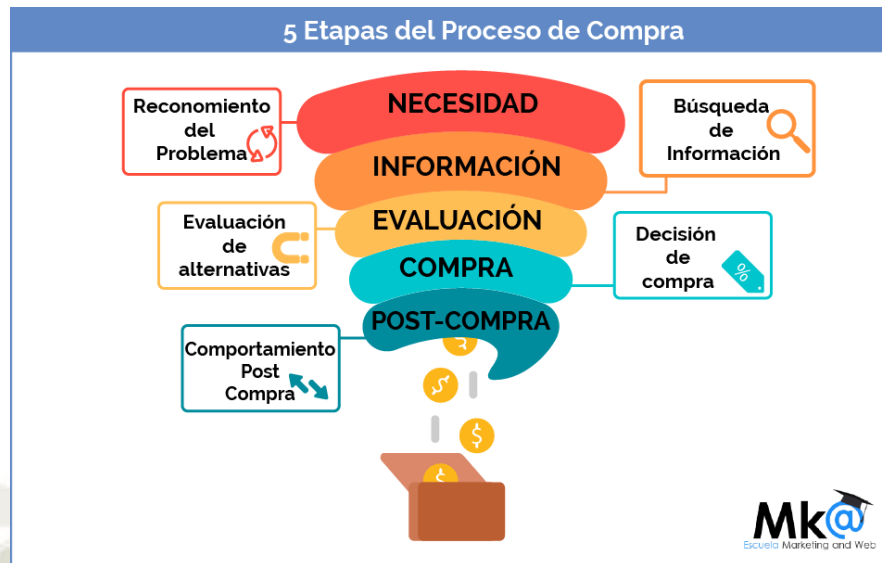 5 Etapas del Proceso de Compra
Reconomiento
del
Problema
NECESIDAD
Búsqueda
de
Información
INFORMACIÓN
Evaluación
de
alternativas
EVALUACIÓN
Decisión
de
compra
%
COMPRA
POST-COMPRA
Comportamiento
Post
Compra
$
$
$
$
Mk@
Escuela Marketing and Web